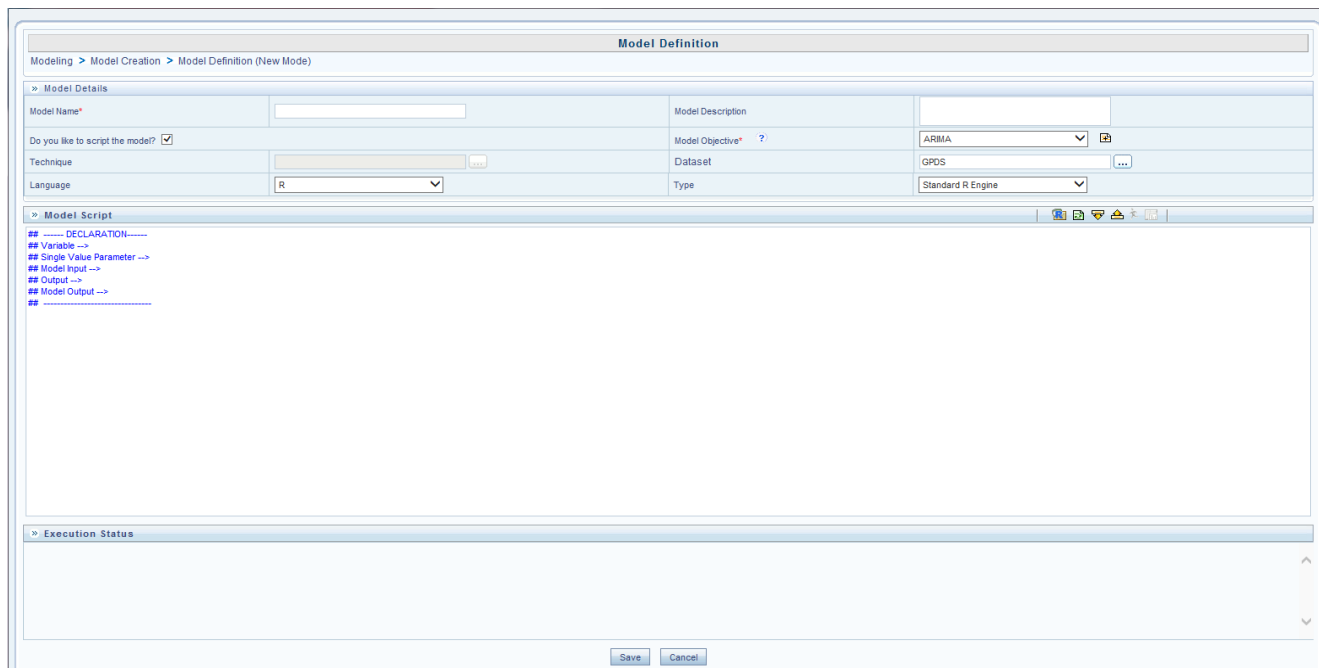 Model Definition
Modeling > Model Creation > Model Definition (New Mode)
» Model Details
Model Name*
Model Description
Do you like to script the model?
Model Objective* ? ARIMA
Technique ...
Dataset GPDS ...
Language R
Type Standard R Engine
» Model Script
## ------ DECLARATION------
## Variable -->
## Single Value Parameter -->
## Model Input -->
## Output -->
## Model Output -->
## ----------------------------------
» Execution Status
Save Cancel